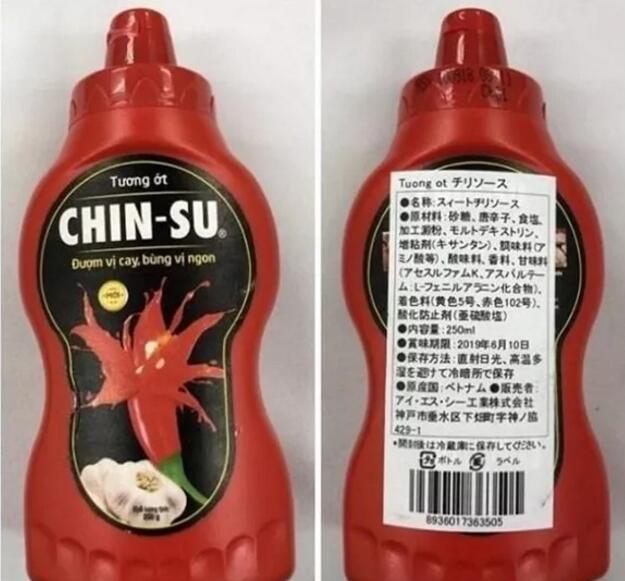 Tương ớt
CHIN-SU®
Đượm vị cay, bùng vị ngon
MỚI
250 g
Tuong ot チリソース
●名称:スィートチリソース
●原材料:砂糖、唐辛子、食塩、
加工澱粉、モルトデキストリン、
増粘剤(キサンタン)、調味料(ア
ミノ酸等)、酸味料、香料、甘味料
(アセスルファムK、アスパルテー
ム:L-フェニルアラニン化合物)、
着色料(黄色5号、赤色102号)、
酸化防止剤(亜硫酸塩)
●内容量:250ml
●賞味期限:2019年6月10日
●保存方法:直射日光、高温多
湿を避けて冷暗所で保存
●原産国:ベトナム ●販売者:
アイ・エス・シー工業株式会社
神戸市垂水区下畑町字神ノ脇
429-1
*開封後は冷蔵庫に保存してください。
ボトル ラベル
8936017363505